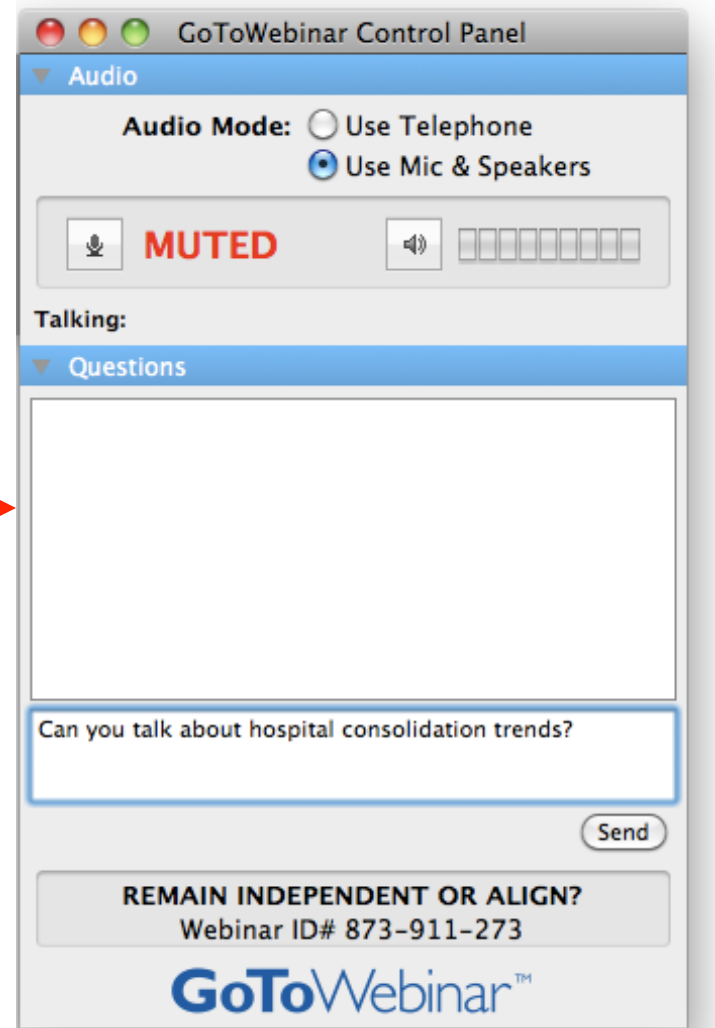 GoToWebinar Control Panel
Audio
Audio Mode: Use Telephone
Use Mic & Speakers
MUTED
Talking:
Questions
Can you talk about hospital consolidation trends?
Send
REMAIN INDEPENDENT OR ALIGN?
Webinar ID# 873-911-273
GoToWebinar™